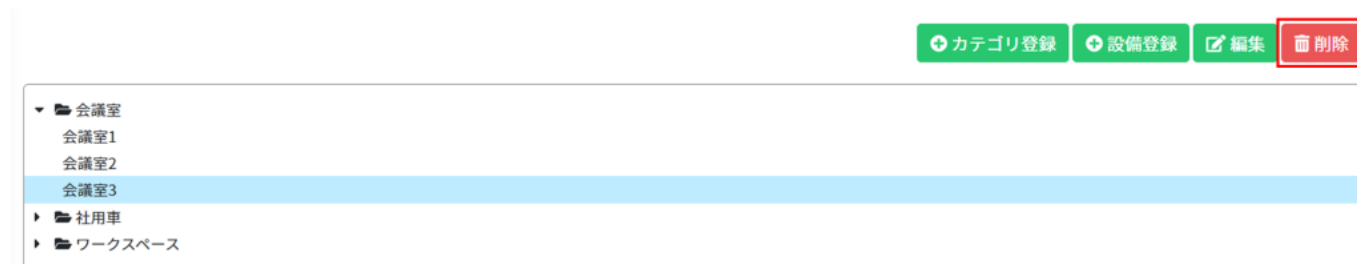 カテゴリ登録 設備登録 編集 削除
会議室
会議室1
会議室2
会議室3
社用車
ワークスペース